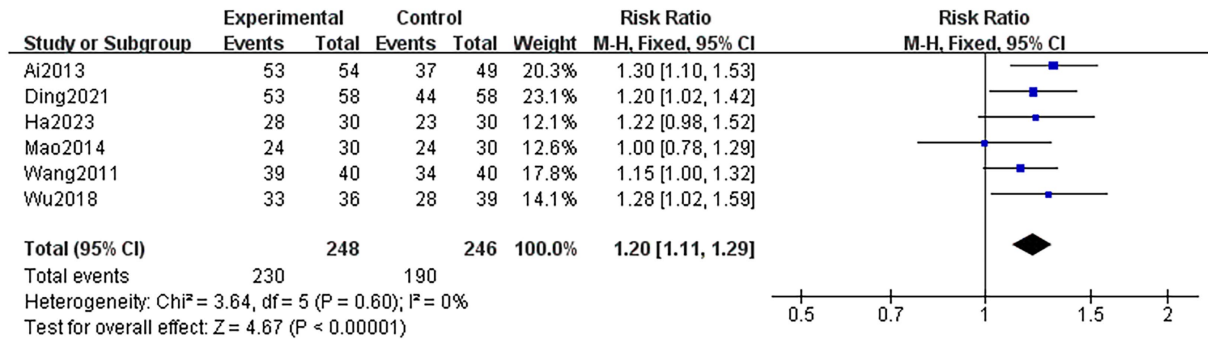 Experimental Control Risk Ratio Risk Ratio
Study or Subgroup Events Total Events Total Weight M-H, Fixed, 95% CI M-H, Fixed, 95% CI
Ai2013 53 54 37 49 20.3% 1.30 [1.10, 1.53]
Ding2021 53 58 44 58 23.1% 1.20 [1.02, 1.42]
Ha2023 28 30 23 30 12.1% 1.22 [0.98, 1.52]
Mao2014 24 30 24 30 12.6% 1.00 [0.78, 1.29]
Wang2011 39 40 34 40 17.8% 1.15 [1.00, 1.32]
Wu2018 33 36 28 39 14.1% 1.28 [1.02, 1.59]
Total (95% CI) 248 246 100.0% 1.20 [1.11, 1.29]
Total events 230 190
Heterogeneity: Chi² = 3.64, df = 5 (P = 0.60); I² = 0%
Test for overall effect: Z = 4.67 (P < 0.00001)
0.5 0.7 1 1.5 2